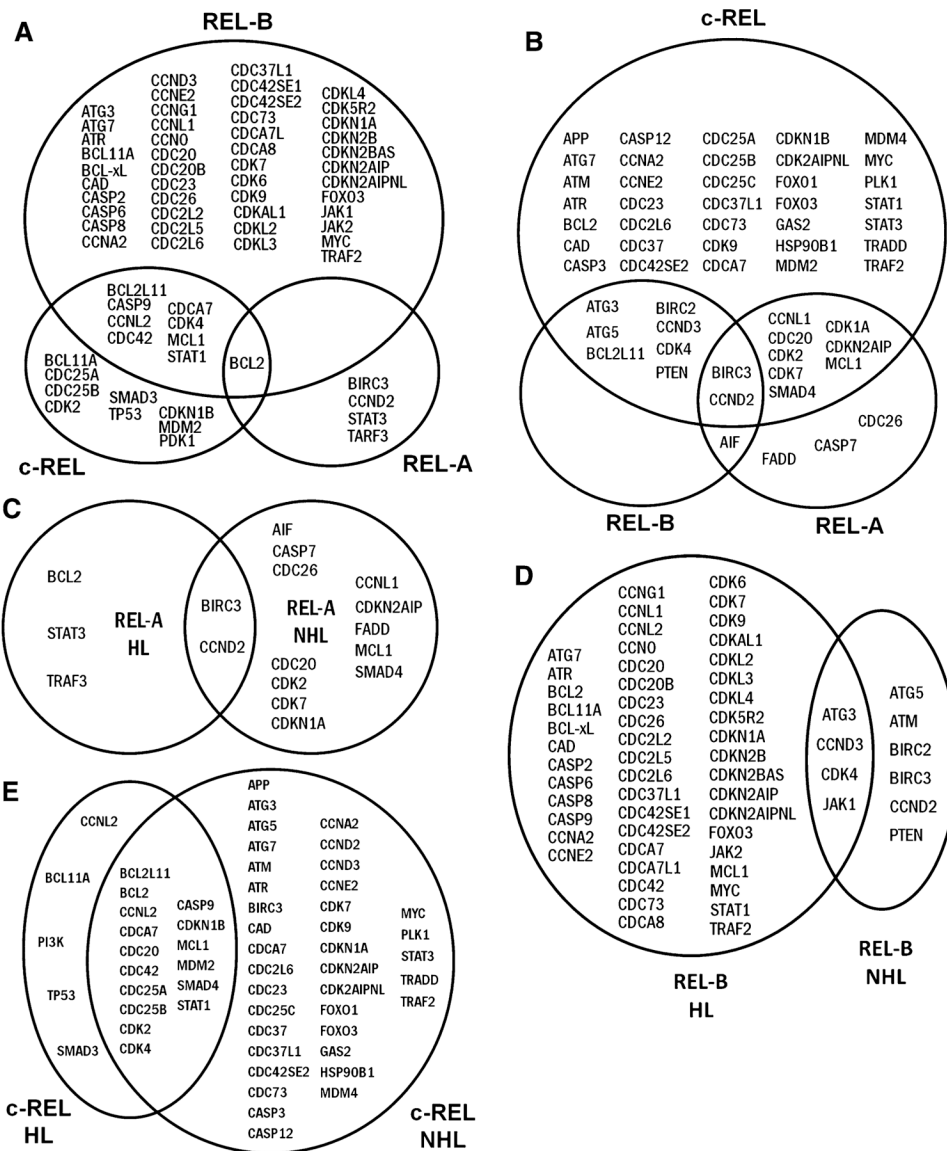 A
REL-B
ATG3
ATG7
ATR
BCL11A
BCL-xL
CAD
CASP2
CASP6
CASP8
CCNA2
CCND3
CCNE2
CCNG1
CCNL1
CCNO
CDC20
CDC20B
CDC23
CDC26
CDC2L2
CDC2L5
CDC2L6
CDC37L1
CDC42SE1
CDC42SE2
CDC73
CDCA7L
CDCA8
CDK7
CDK6
CDK9
CDKAL1
CDKL2
CDKL3
CDKL4
CDK5R2
CDKN1A
CDKN2B
CDKN2BAS
CDKN2AIP
CDKN2AIPNL
FOXO3
JAK1
JAK2
MYC
TRAF2
BCL2L11
CASP9
CCNL2
CDC42
CDCA7
CDK4
MCL1
STAT1
BCL2
BCL11A
CDC25A
CDC25B
CDK2
SMAD3
TP53
CDKN1B
MDM2
PDK1
BIRC3
CCND2
STAT3
TARF3
c-REL
REL-A
B
c-REL
APP
ATG7
ATM
ATR
BCL2
CAD
CASP3
CASP12
CCNA2
CCNE2
CDC23
CDC2L6
CDC37
CDC42SE2
CDC25A
CDC25B
CDC25C
CDC37L1
CDC73
CDK9
CDCA7
CDKN1B
CDK2AIPNL
FOXO1
FOXO3
GAS2
HSP90B1
MDM2
MDM4
MYC
PLK1
STAT1
STAT3
TRADD
TRAF2
ATG3
ATG5
BCL2L11
BIRC2
CCND3
CDK4
PTEN
BIRC3
CCND2
CCNL1
CDC20
CDK2
CDK7
SMAD4
CDK1A
CDKN2AIP
MCL1
AIF
FADD
CASP7
CDC26
REL-B
REL-A
C
BCL2
STAT3
TRAF3
REL-A
HL
BIRC3
CCND2
REL-A
NHL
AIF
CASP7
CDC26
CCNL1
CDKN2AIP
FADD
MCL1
SMAD4
CDC20
CDK2
CDK7
CDKN1A
D
ATG7
ATR
BCL2
BCL11A
BCL-xL
CAD
CASP2
CASP6
CASP8
CASP9
CCNA2
CCNE2
CCNG1
CCNL1
CCNL2
CCNO
CDC20
CDC20B
CDC23
CDC26
CDC2L2
CDC2L5
CDC2L6
CDC37L1
CDC42SE1
CDC42SE2
CDCA7
CDCA7L1
CDC42
CDC73
CDCA8
CDK6
CDK7
CDK9
CDKAL1
CDKL2
CDKL3
CDKL4
CDK5R2
CDKN1A
CDKN2B
CDKN2BAS
CDKN2AIP
CDKN2AIPNL
FOXO3
JAK2
MCL1
MYC
STAT1
TRAF2
ATG3
CCND3
CDK4
JAK1
ATG5
ATM
BIRC2
BIRC3
CCND2
PTEN
REL-B
HL
REL-B
NHL
E
CCNL2
BCL11A
PI3K
TP53
SMAD3
BCL2L11
BCL2
CCNL2
CDCA7
CDC20
CDC42
CDC25A
CDC25B
CDK2
CDK4
CASP9
CDKN1B
MCL1
MDM2
SMAD4
STAT1
APP
ATG3
ATG5
ATG7
ATM
ATR
BIRC3
CAD
CDCA7
CDC2L6
CDC23
CDC25C
CDC37
CDC37L1
CDC42SE2
CDC73
CASP3
CASP12
CCNA2
CCND2
CCND3
CCNE2
CDK7
CDK9
CDKN1A
CDKN2AIP
CDK2AIPNL
FOXO1
FOXO3
GAS2
HSP90B1
MDM4
MYC
PLK1
STAT3
TRADD
TRAF2
c-REL
HL
c-REL
NHL